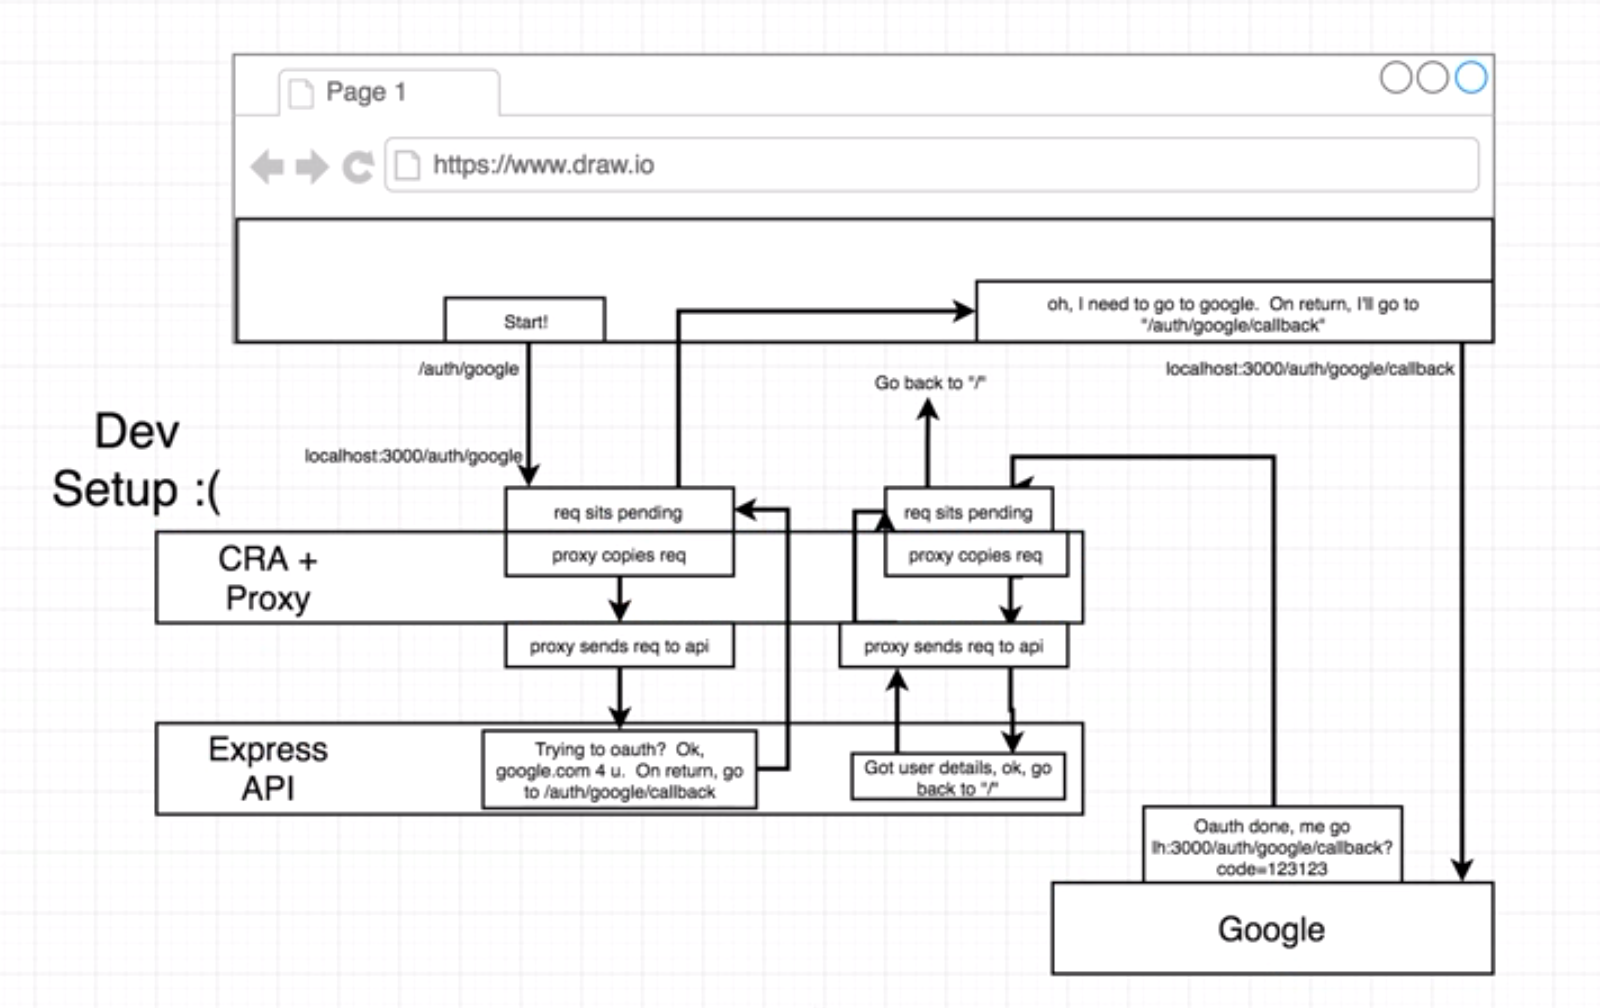 Page 1
https://www.draw.io
Start!
oh, I need to go to google.  On return, I'll go to
"/auth/google/callback"
/auth/google
localhost:3000/auth/google/callback
Go back to "/"
Dev
Setup :(
localhost:3000/auth/google
req sits pending
req sits pending
CRA +
Proxy
proxy copies req
proxy copies req
proxy sends req to api
proxy sends req to api
Express
API
Trying to oauth?  Ok,
google.com 4 u.  On return, go
to /auth/google/callback
Got user details, ok, go
back to "/"
Oauth done, me go
lh:3000/auth/google/callback?
code=123123
Google